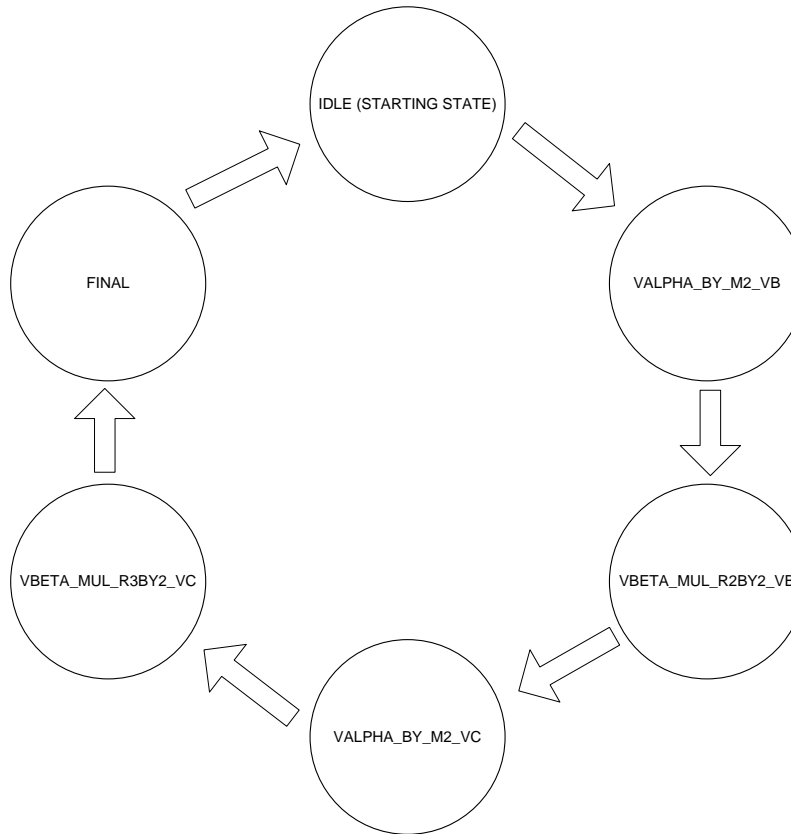 IDLE (STARTING STATE)
VALPHA_BY_M2_VB
VBETA_MUL_R2BY2_VB
VALPHA_BY_M2_VC
VBETA_MUL_R3BY2_VC
FINAL